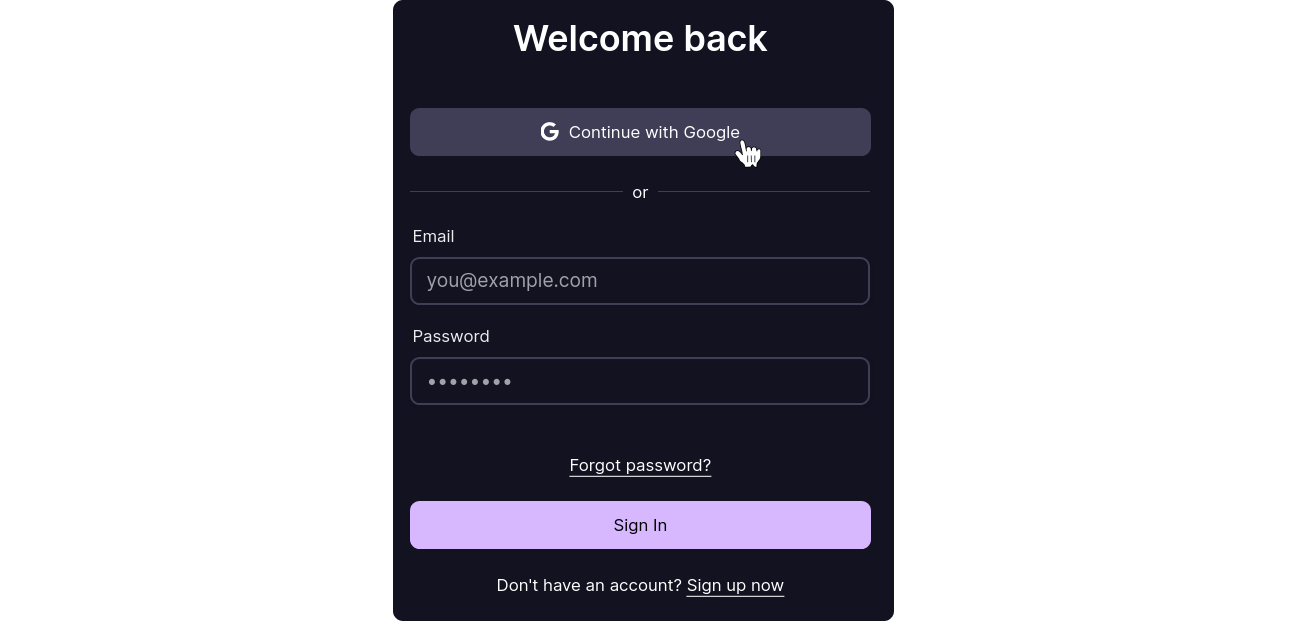 Welcome back
Continue with Google
or
Email
you@example.com
Password
••••••••
Forgot password?
Sign In
Don't have an account? Sign up now